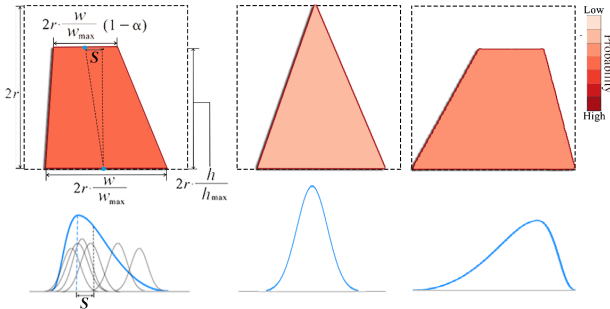 2r · w/w_max (1−α)
S
2r
2r · h/h_max
2r · w/w_max
S
Low
Probability
High